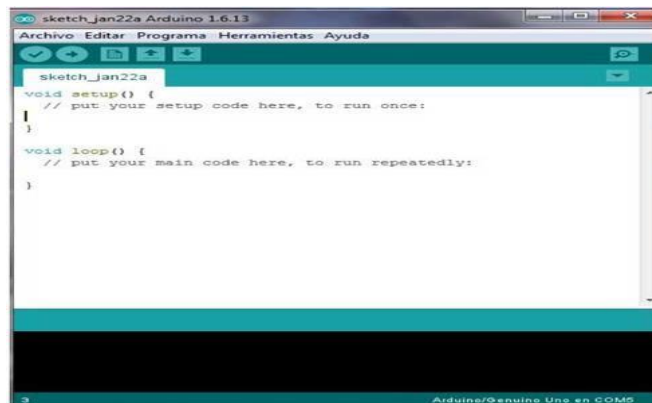 sketch_jan22a Arduino 1.6.13
Archivo Editar Programa Herramientas Ayuda
sketch_jan22a
void setup() {
// put your setup code here, to run once:
}
void loop() {
// put your main code here, to run repeatedly:
}
3 Arduino/Genuino Uno en COM5